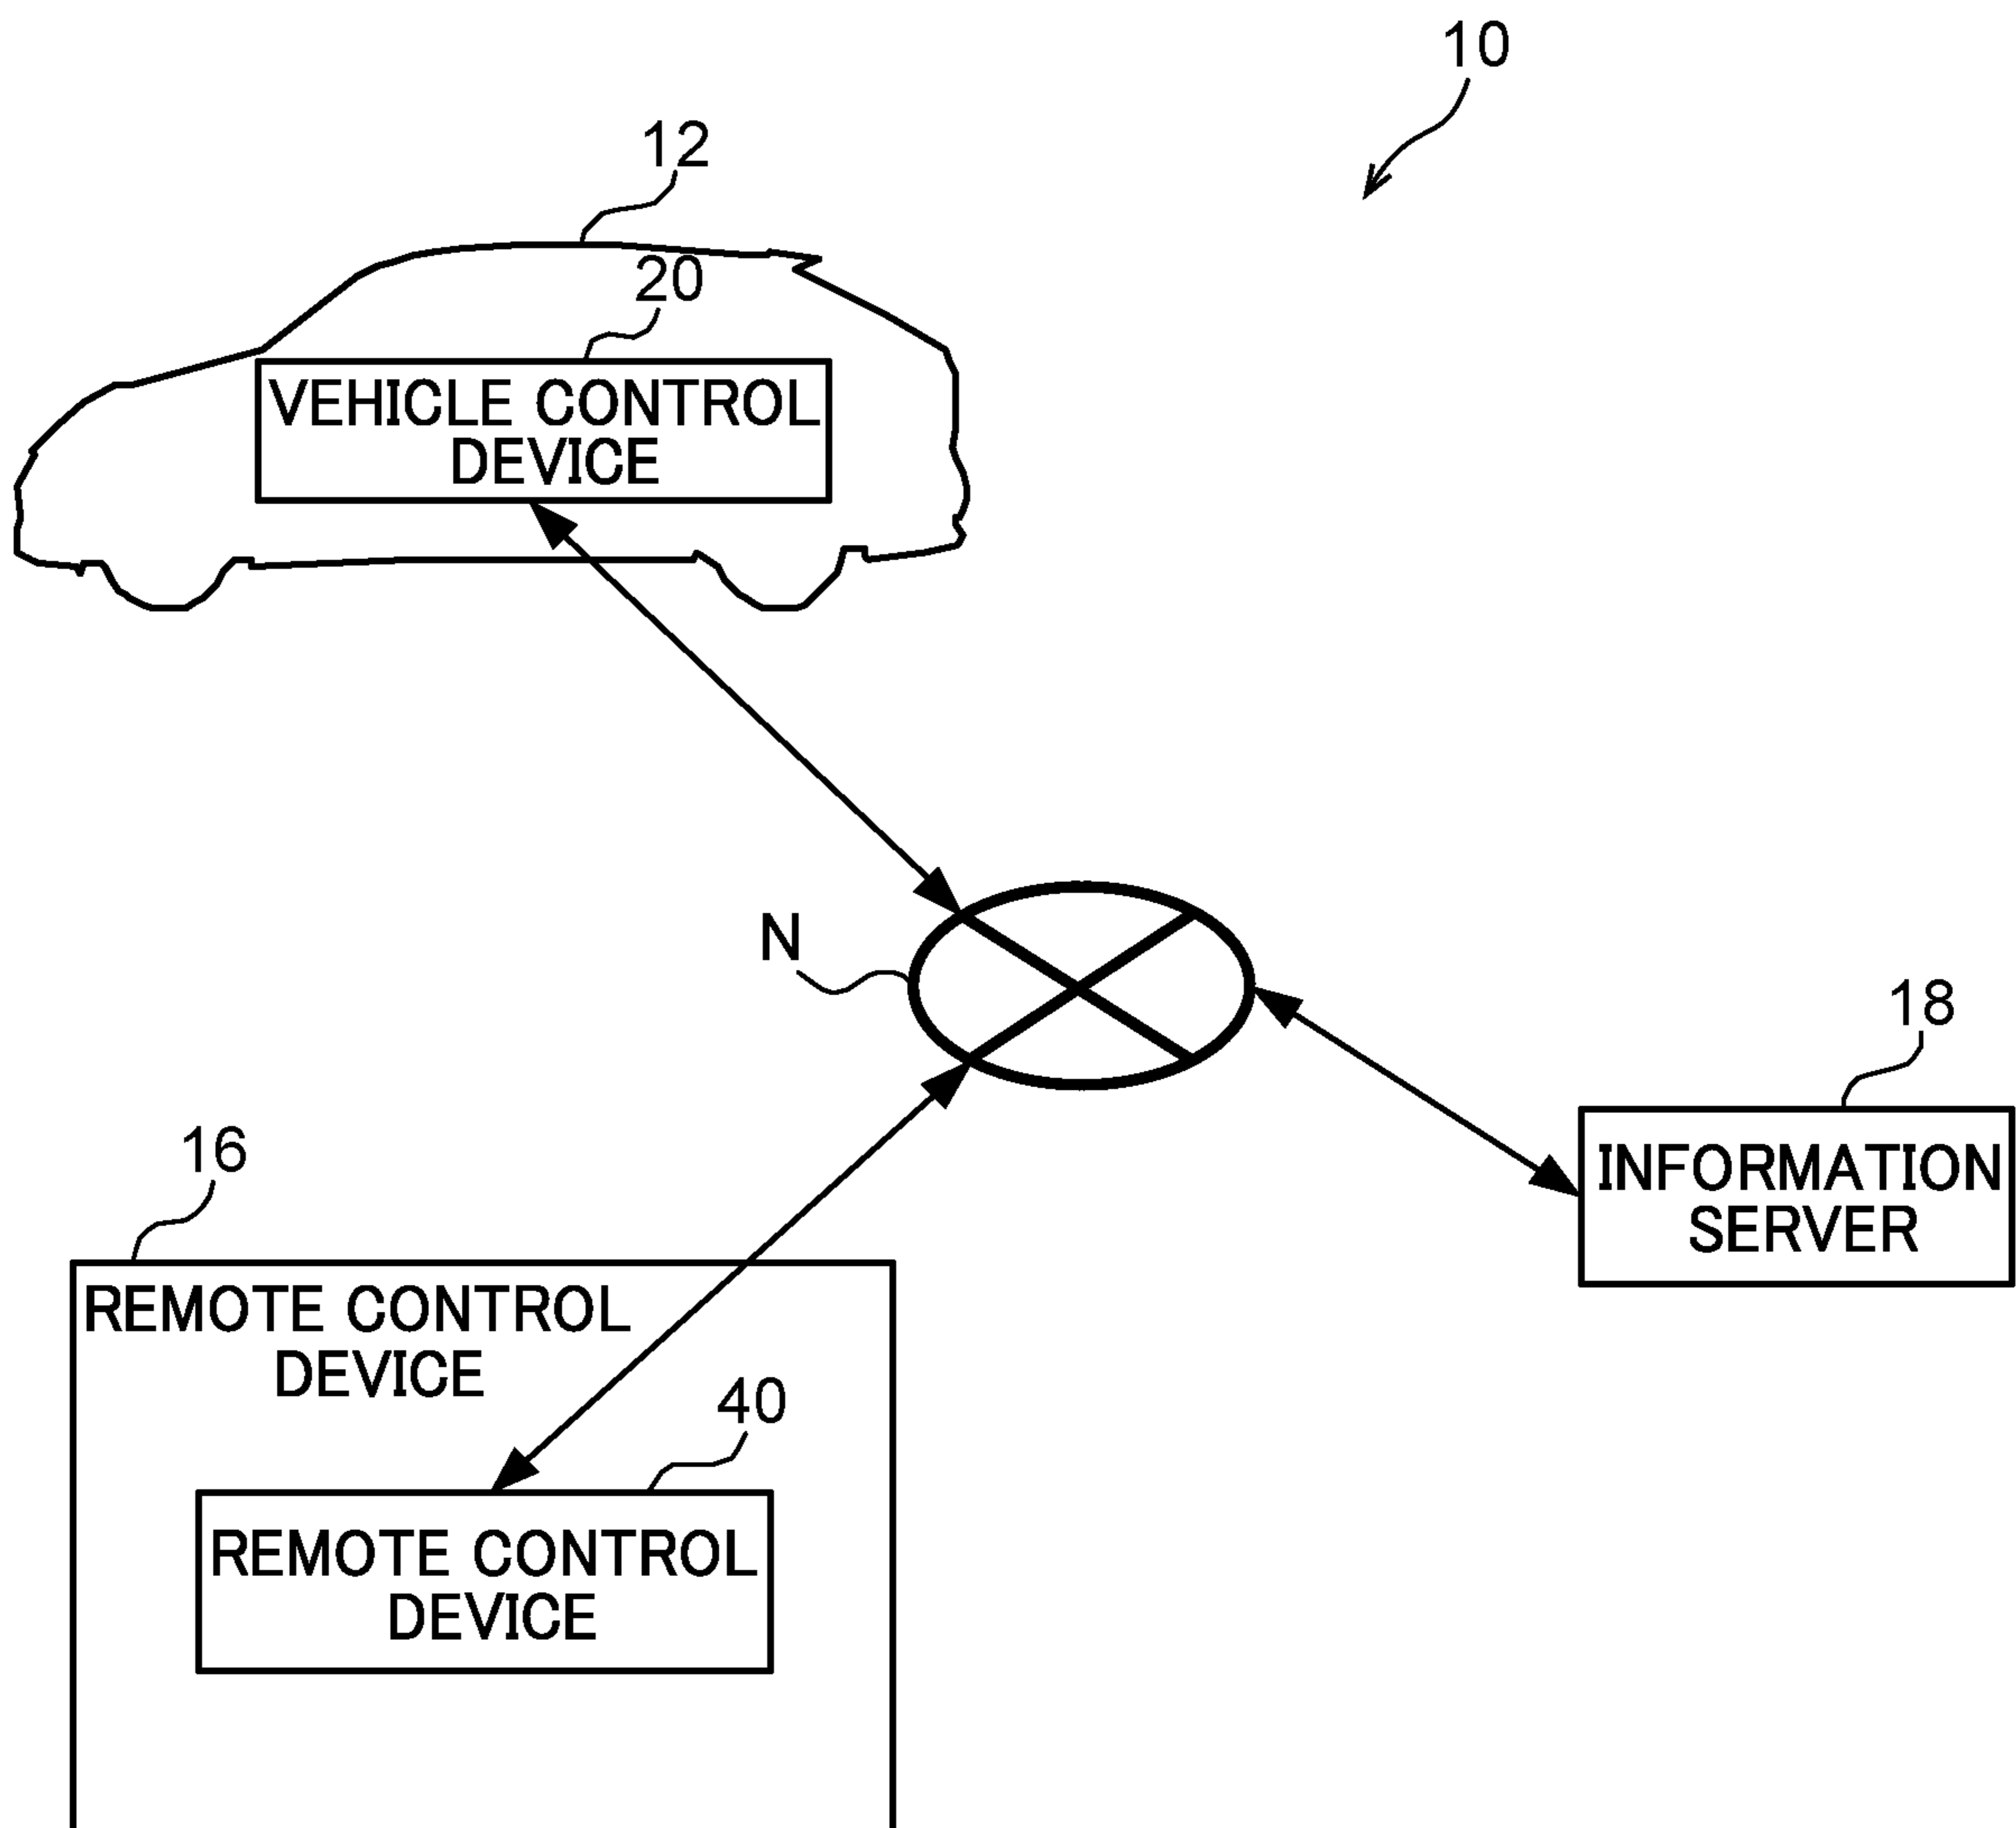 10
12
20
VEHICLE CONTROL
DEVICE
N
18
INFORMATION
SERVER
16
REMOTE CONTROL
DEVICE
40
REMOTE CONTROL
DEVICE